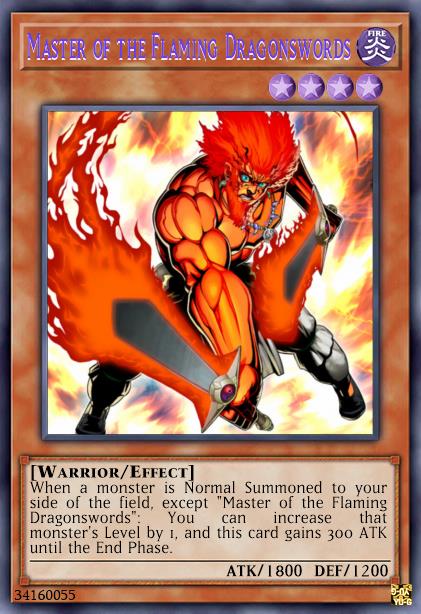 Master of the Flaming Dragonswords
FIRE
炎
[Warrior/Effect]
When a monster is Normal Summoned to your
side of the field, except "Master of the Flaming
Dragonswords": You can increase that
monster's Level by 1, and this card gains 300 ATK
until the End Phase.
ATK/1800 DEF/1200
34160055